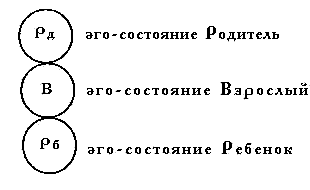 Рд эго-состояние Родитель
В эго-состояние Взрослый
Рб эго-состояние Ребенок